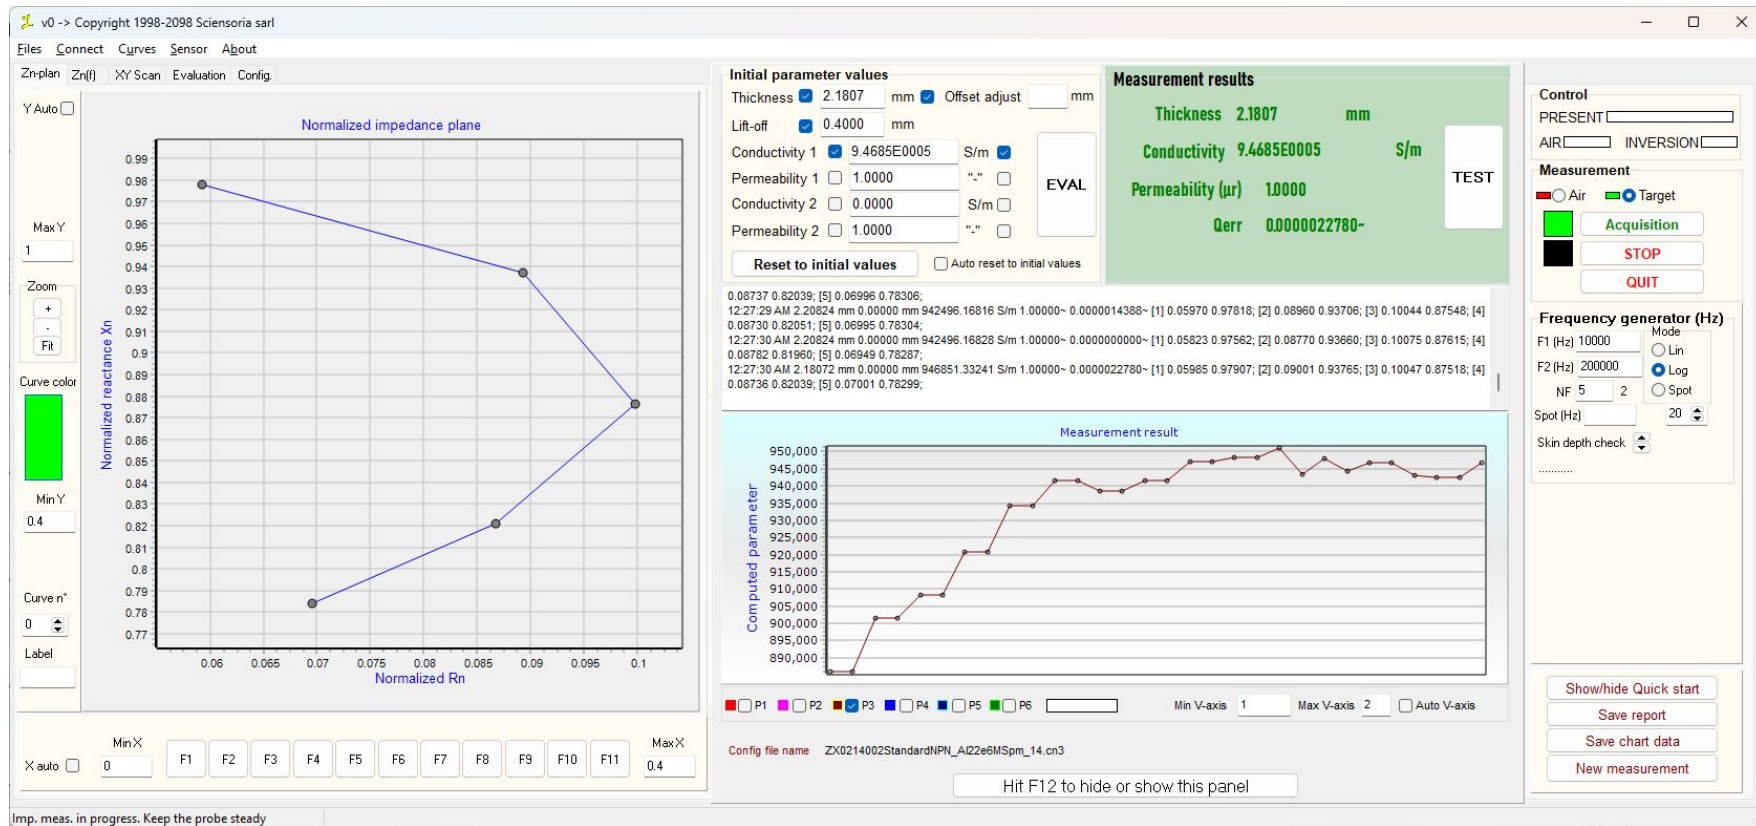 v0 -> Copyright 1998-2098 Sciensoria sarl
Files Connect Curves Sensor About
Zn-plan Zn(f) XY Scan Evaluation Config.
Y Auto
Max Y
1
Zoom
+
-
Fit
Curve color
Min Y
0.4
Curve n°
0
Label
Normalized impedance plane
Normalized reactance Xn
0.99
0.98
0.97
0.96
0.95
0.94
0.93
0.92
0.91
0.9
0.89
0.88
0.87
0.86
0.85
0.84
0.83
0.82
0.81
0.8
0.79
0.78
0.77
0.06 0.065 0.07 0.075 0.08 0.085 0.09 0.095 0.1
Normalized Rn
X auto
Min X
0
F1 F2 F3 F4 F5 F6 F7 F8 F9 F10 F11
Max X
0.4
Imp. meas. in progress. Keep the probe steady
Initial parameter values
Thickness 2.1807 mm Offset adjust mm
Lift-off 0.4000 mm
Conductivity 1 9.4685E0005 S/m
Permeability 1 1.0000 "-"
Conductivity 2 0.0000 S/m
Permeability 2 1.0000 "-"
EVAL
Reset to initial values Auto reset to initial values
Measurement results
Thickness 2.1807 mm
Conductivity 9.4685E0005 S/m
Permeability (µr) 1.0000
Qerr 0.0000022780~
TEST
0.08737 0.82039; [5] 0.06996 0.78306;
12:27:29 AM 2.20824 mm 0.00000 mm 942496.16816 S/m 1.00000~ 0.0000014388~ [1] 0.05970 0.97818; [2] 0.08960 0.93706; [3] 0.10044 0.87548; [4]
0.08730 0.82051; [5] 0.06995 0.78304;
12:27:30 AM 2.20824 mm 0.00000 mm 942496.16828 S/m 1.00000~ 0.0000000000~ [1] 0.05823 0.97562; [2] 0.08770 0.93660; [3] 0.10075 0.87615; [4]
0.08782 0.81960; [5] 0.06949 0.78287;
12:27:30 AM 2.18072 mm 0.00000 mm 946851.33241 S/m 1.00000~ 0.0000022780~ [1] 0.05985 0.97907; [2] 0.09001 0.93765; [3] 0.10047 0.87518; [4]
0.08736 0.82039; [5] 0.07001 0.78299;
Measurement result
Computed parameter
950,000
945,000
940,000
935,000
930,000
925,000
920,000
915,000
910,000
905,000
900,000
895,000
890,000
P1 P2 P3 P4 P5 P6 Min V-axis 1 Max V-axis 2 Auto V-axis
Config file name ZX0214002StandardNPN_Al22e6MSpm_14.cn3
Hit F12 to hide or show this panel
Control
PRESENT
AIR INVERSION
Measurement
Air Target
Acquisition
STOP
QUIT
Frequency generator (Hz)
F1 (Hz) 10000
F2 (Hz) 200000
NF 5 2
Mode
Lin
Log
Spot
Spot (Hz) 20
Skin depth check
...........
Show/hide Quick start
Save report
Save chart data
New measurement